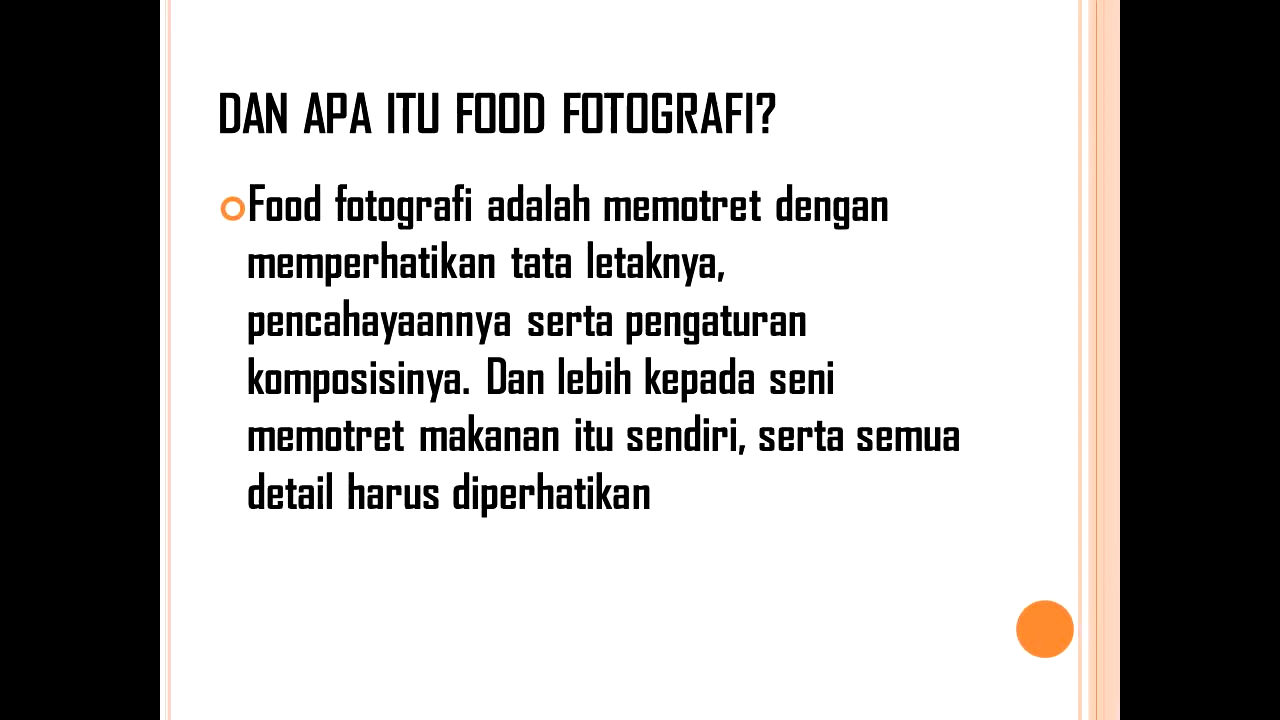 DAN APA ITU FOOD FOTOGRAFI?
Food fotografi adalah memotret dengan
memperhatikan tata letaknya,
pencahayaannya serta pengaturan
komposisinya. Dan lebih kepada seni
memotret makanan itu sendiri, serta semua
detail harus diperhatikan